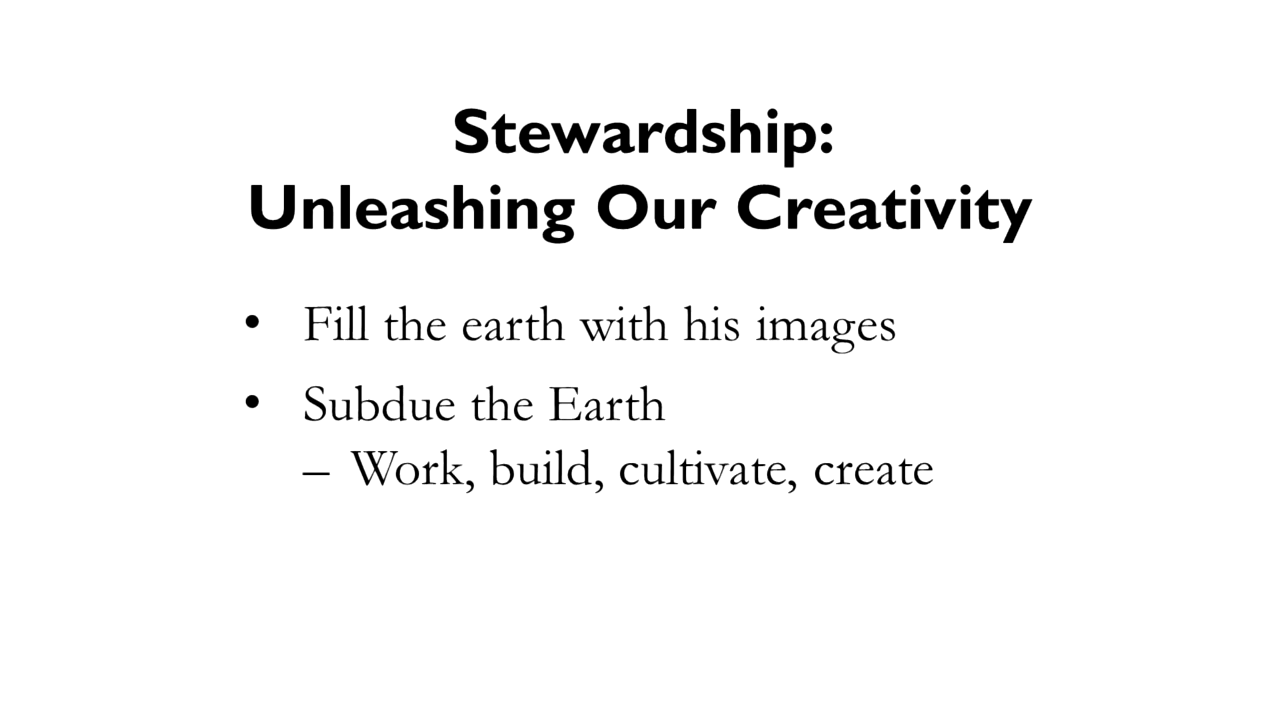 Stewardship:
Unleashing Our Creativity
• Fill the earth with his images
• Subdue the Earth
– Work, build, cultivate, create